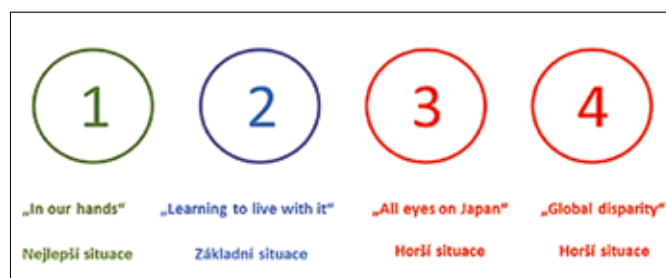 1 2 3 4
„In our hands“ „Learning to live with it“ „All eyes on Japan“ „Global disparity“
Nejlepší situace Základní situace Horší situace Horší situace